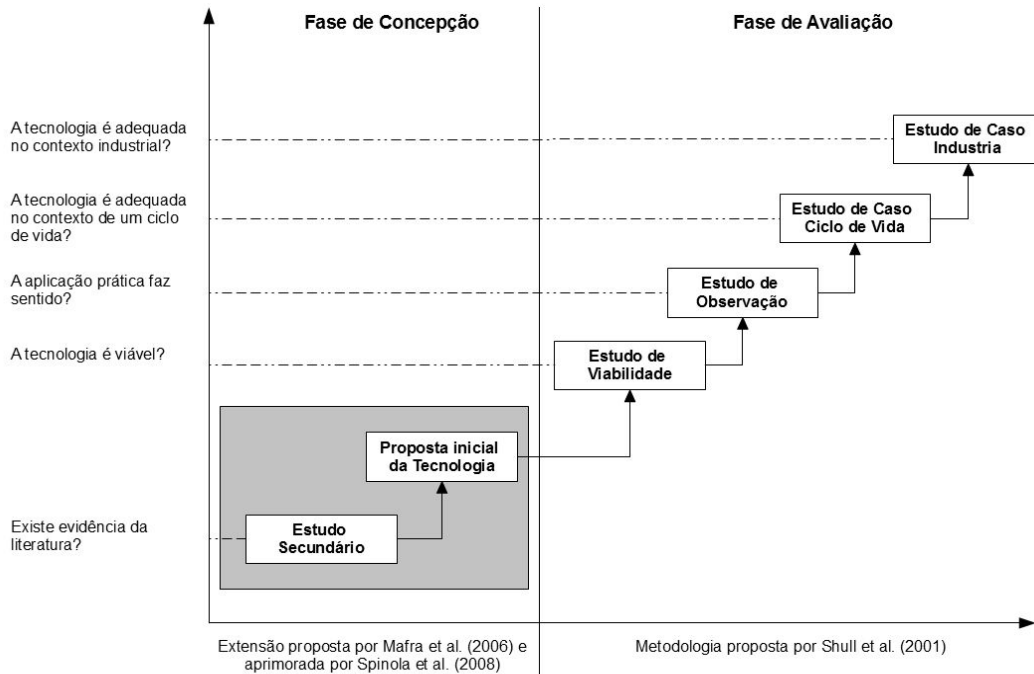 Fase de Concepção
Fase de Avaliação
A tecnologia é adequada
no contexto industrial?
Estudo de Caso
Industria
A tecnologia é adequada
no contexto de um ciclo
de vida?
Estudo de Caso
Ciclo de Vida
A aplicação prática faz
sentido?
Estudo de
Observação
A tecnologia é viável?
Estudo de
Viabilidade
Proposta inicial
da Tecnologia
Existe evidência da
literatura?
Estudo
Secundário
Extensão proposta por Mafra et al. (2006) e
aprimorada por Spinola et al. (2008)
Metodologia proposta por Shull et al. (2001)